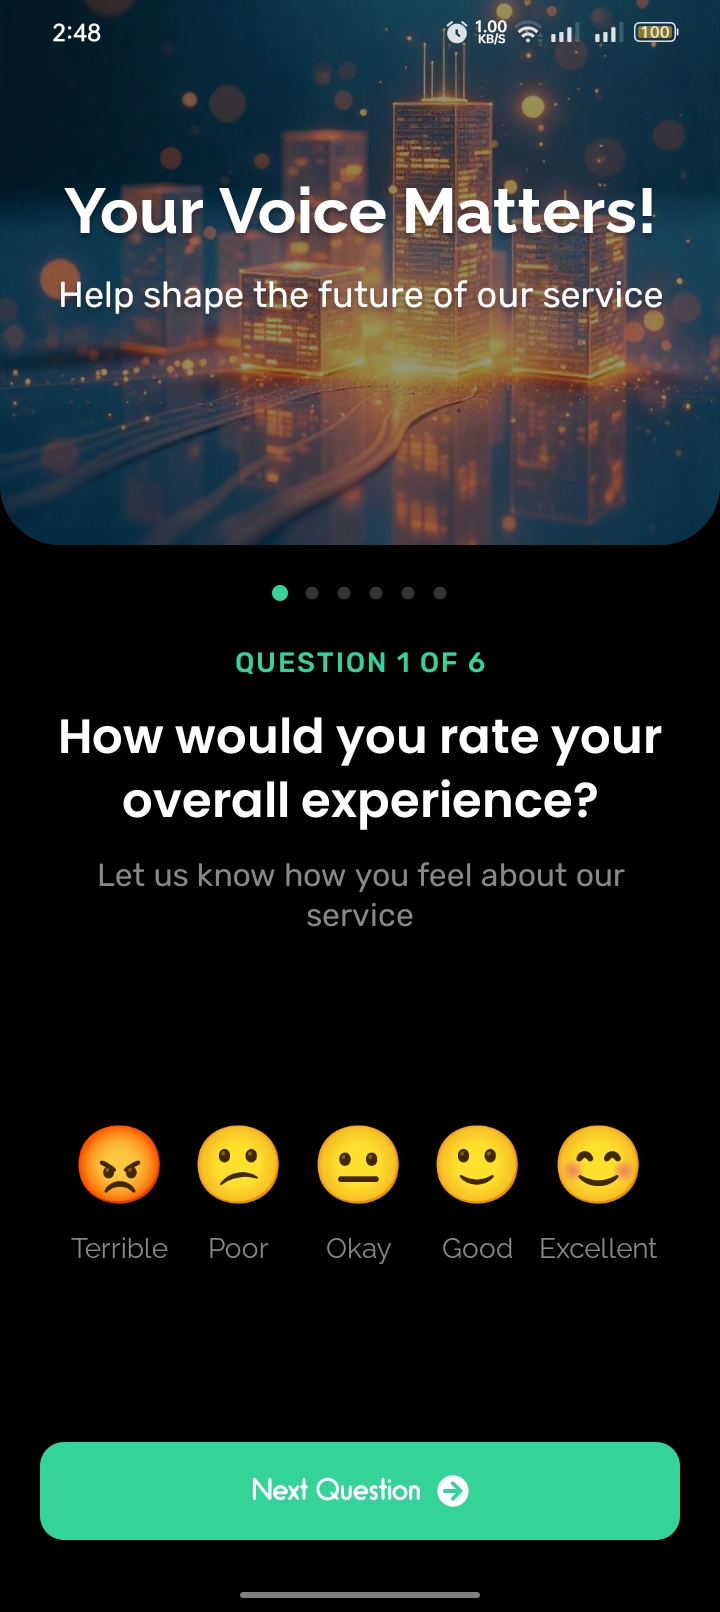 2:48
1.00
KB/S
100
Your Voice Matters!
Help shape the future of our service
QUESTION 1 OF 6
How would you rate your
overall experience?
Let us know how you feel about our
service
Terrible Poor Okay Good Excellent
Next Question